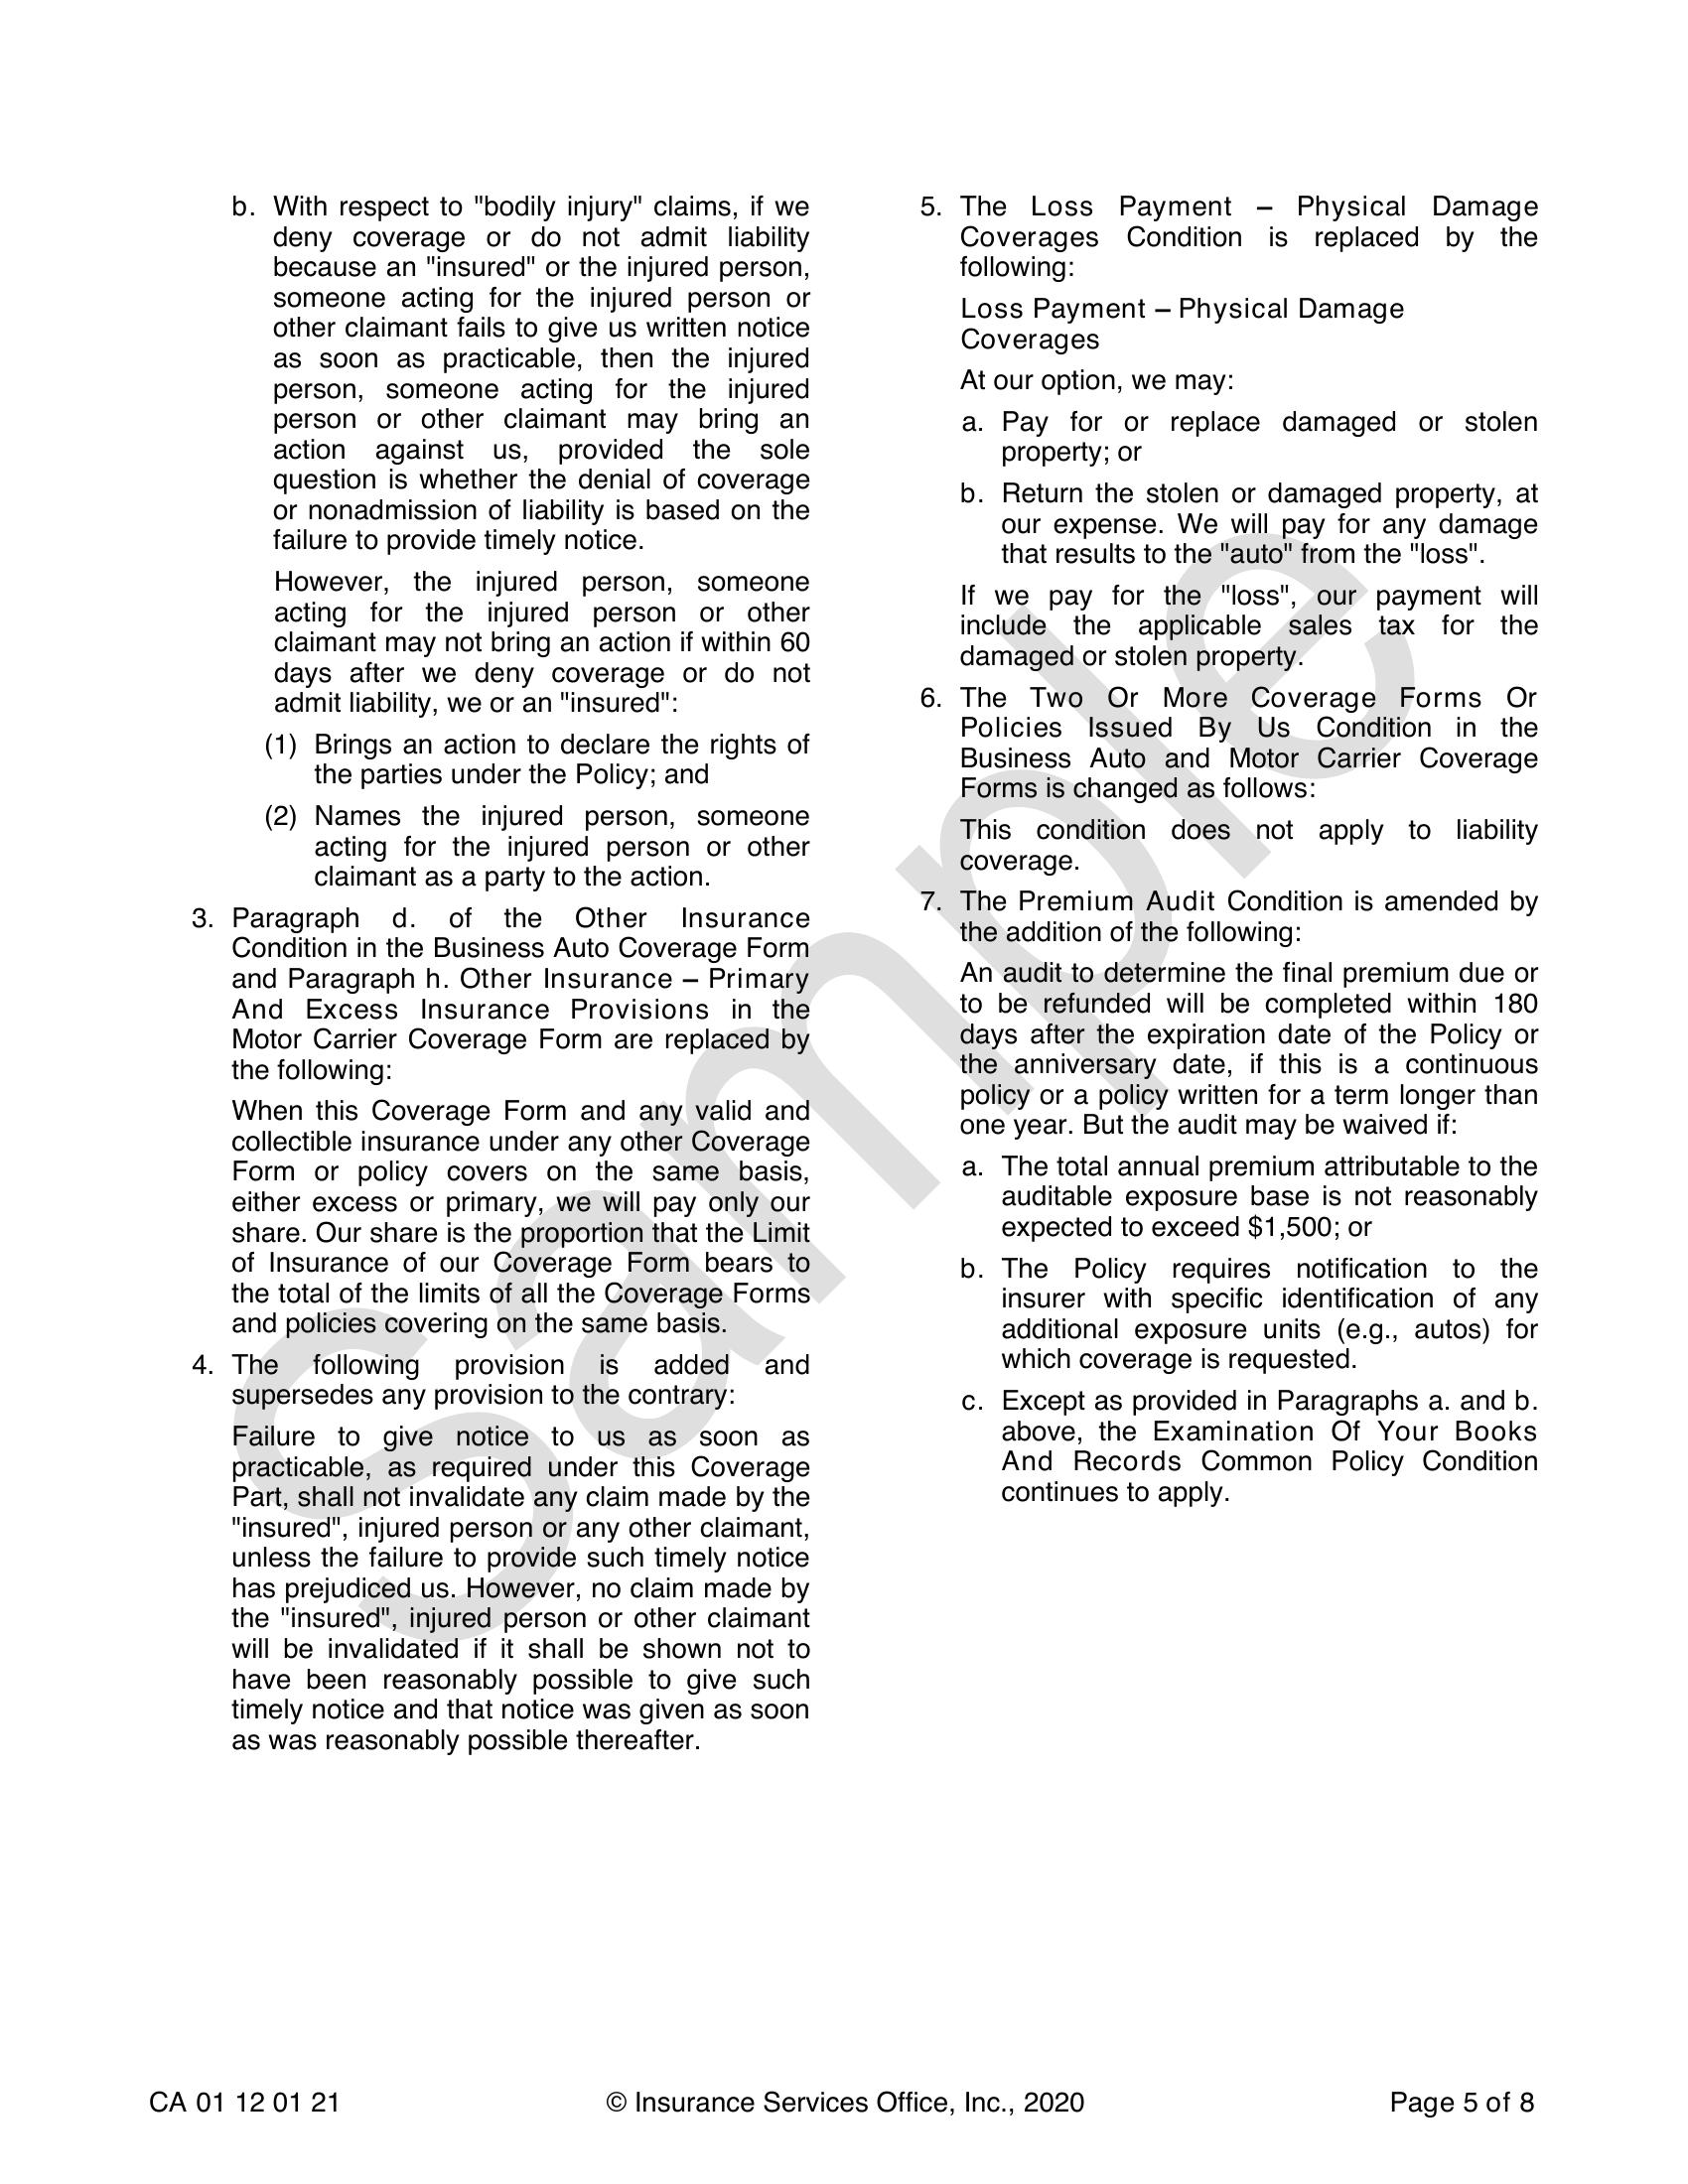 b. With respect to "bodily injury" claims, if we
deny coverage or do not admit liability
because an "insured" or the injured person,
someone acting for the injured person or
other claimant fails to give us written notice
as soon as practicable, then the injured
person, someone acting for the injured
person or other claimant may bring an
action against us, provided the sole
question is whether the denial of coverage
or nonadmission of liability is based on the
failure to provide timely notice.
However, the injured person, someone
acting for the injured person or other
claimant may not bring an action if within 60
days after we deny coverage or do not
admit liability, we or an "insured":
(1) Brings an action to declare the rights of
the parties under the Policy; and
(2) Names the injured person, someone
acting for the injured person or other
claimant as a party to the action.
3. Paragraph d. of the Other Insurance
Condition in the Business Auto Coverage Form
and Paragraph h. Other Insurance – Primary
And Excess Insurance Provisions in the
Motor Carrier Coverage Form are replaced by
the following:
When this Coverage Form and any valid and
collectible insurance under any other Coverage
Form or policy covers on the same basis,
either excess or primary, we will pay only our
share. Our share is the proportion that the Limit
of Insurance of our Coverage Form bears to
the total of the limits of all the Coverage Forms
and policies covering on the same basis.
4. The following provision is added and
supersedes any provision to the contrary:
Failure to give notice to us as soon as
practicable, as required under this Coverage
Part, shall not invalidate any claim made by the
"insured", injured person or any other claimant,
unless the failure to provide such timely notice
has prejudiced us. However, no claim made by
the "insured", injured person or other claimant
will be invalidated if it shall be shown not to
have been reasonably possible to give such
timely notice and that notice was given as soon
as was reasonably possible thereafter.
5. The Loss Payment – Physical Damage
Coverages Condition is replaced by the
following:
Loss Payment – Physical Damage
Coverages
At our option, we may:
a. Pay for or replace damaged or stolen
property; or
b. Return the stolen or damaged property, at
our expense. We will pay for any damage
that results to the "auto" from the "loss".
If we pay for the "loss", our payment will
include the applicable sales tax for the
damaged or stolen property.
6. The Two Or More Coverage Forms Or
Policies Issued By Us Condition in the
Business Auto and Motor Carrier Coverage
Forms is changed as follows:
This condition does not apply to liability
coverage.
7. The Premium Audit Condition is amended by
the addition of the following:
An audit to determine the final premium due or
to be refunded will be completed within 180
days after the expiration date of the Policy or
the anniversary date, if this is a continuous
policy or a policy written for a term longer than
one year. But the audit may be waived if:
a. The total annual premium attributable to the
auditable exposure base is not reasonably
expected to exceed $1,500; or
b. The Policy requires notification to the
insurer with specific identification of any
additional exposure units (e.g., autos) for
which coverage is requested.
c. Except as provided in Paragraphs a. and b.
above, the Examination Of Your Books
And Records Common Policy Condition
continues to apply.
Sample
CA 01 12 01 21 © Insurance Services Office, Inc., 2020 Page 5 of 8